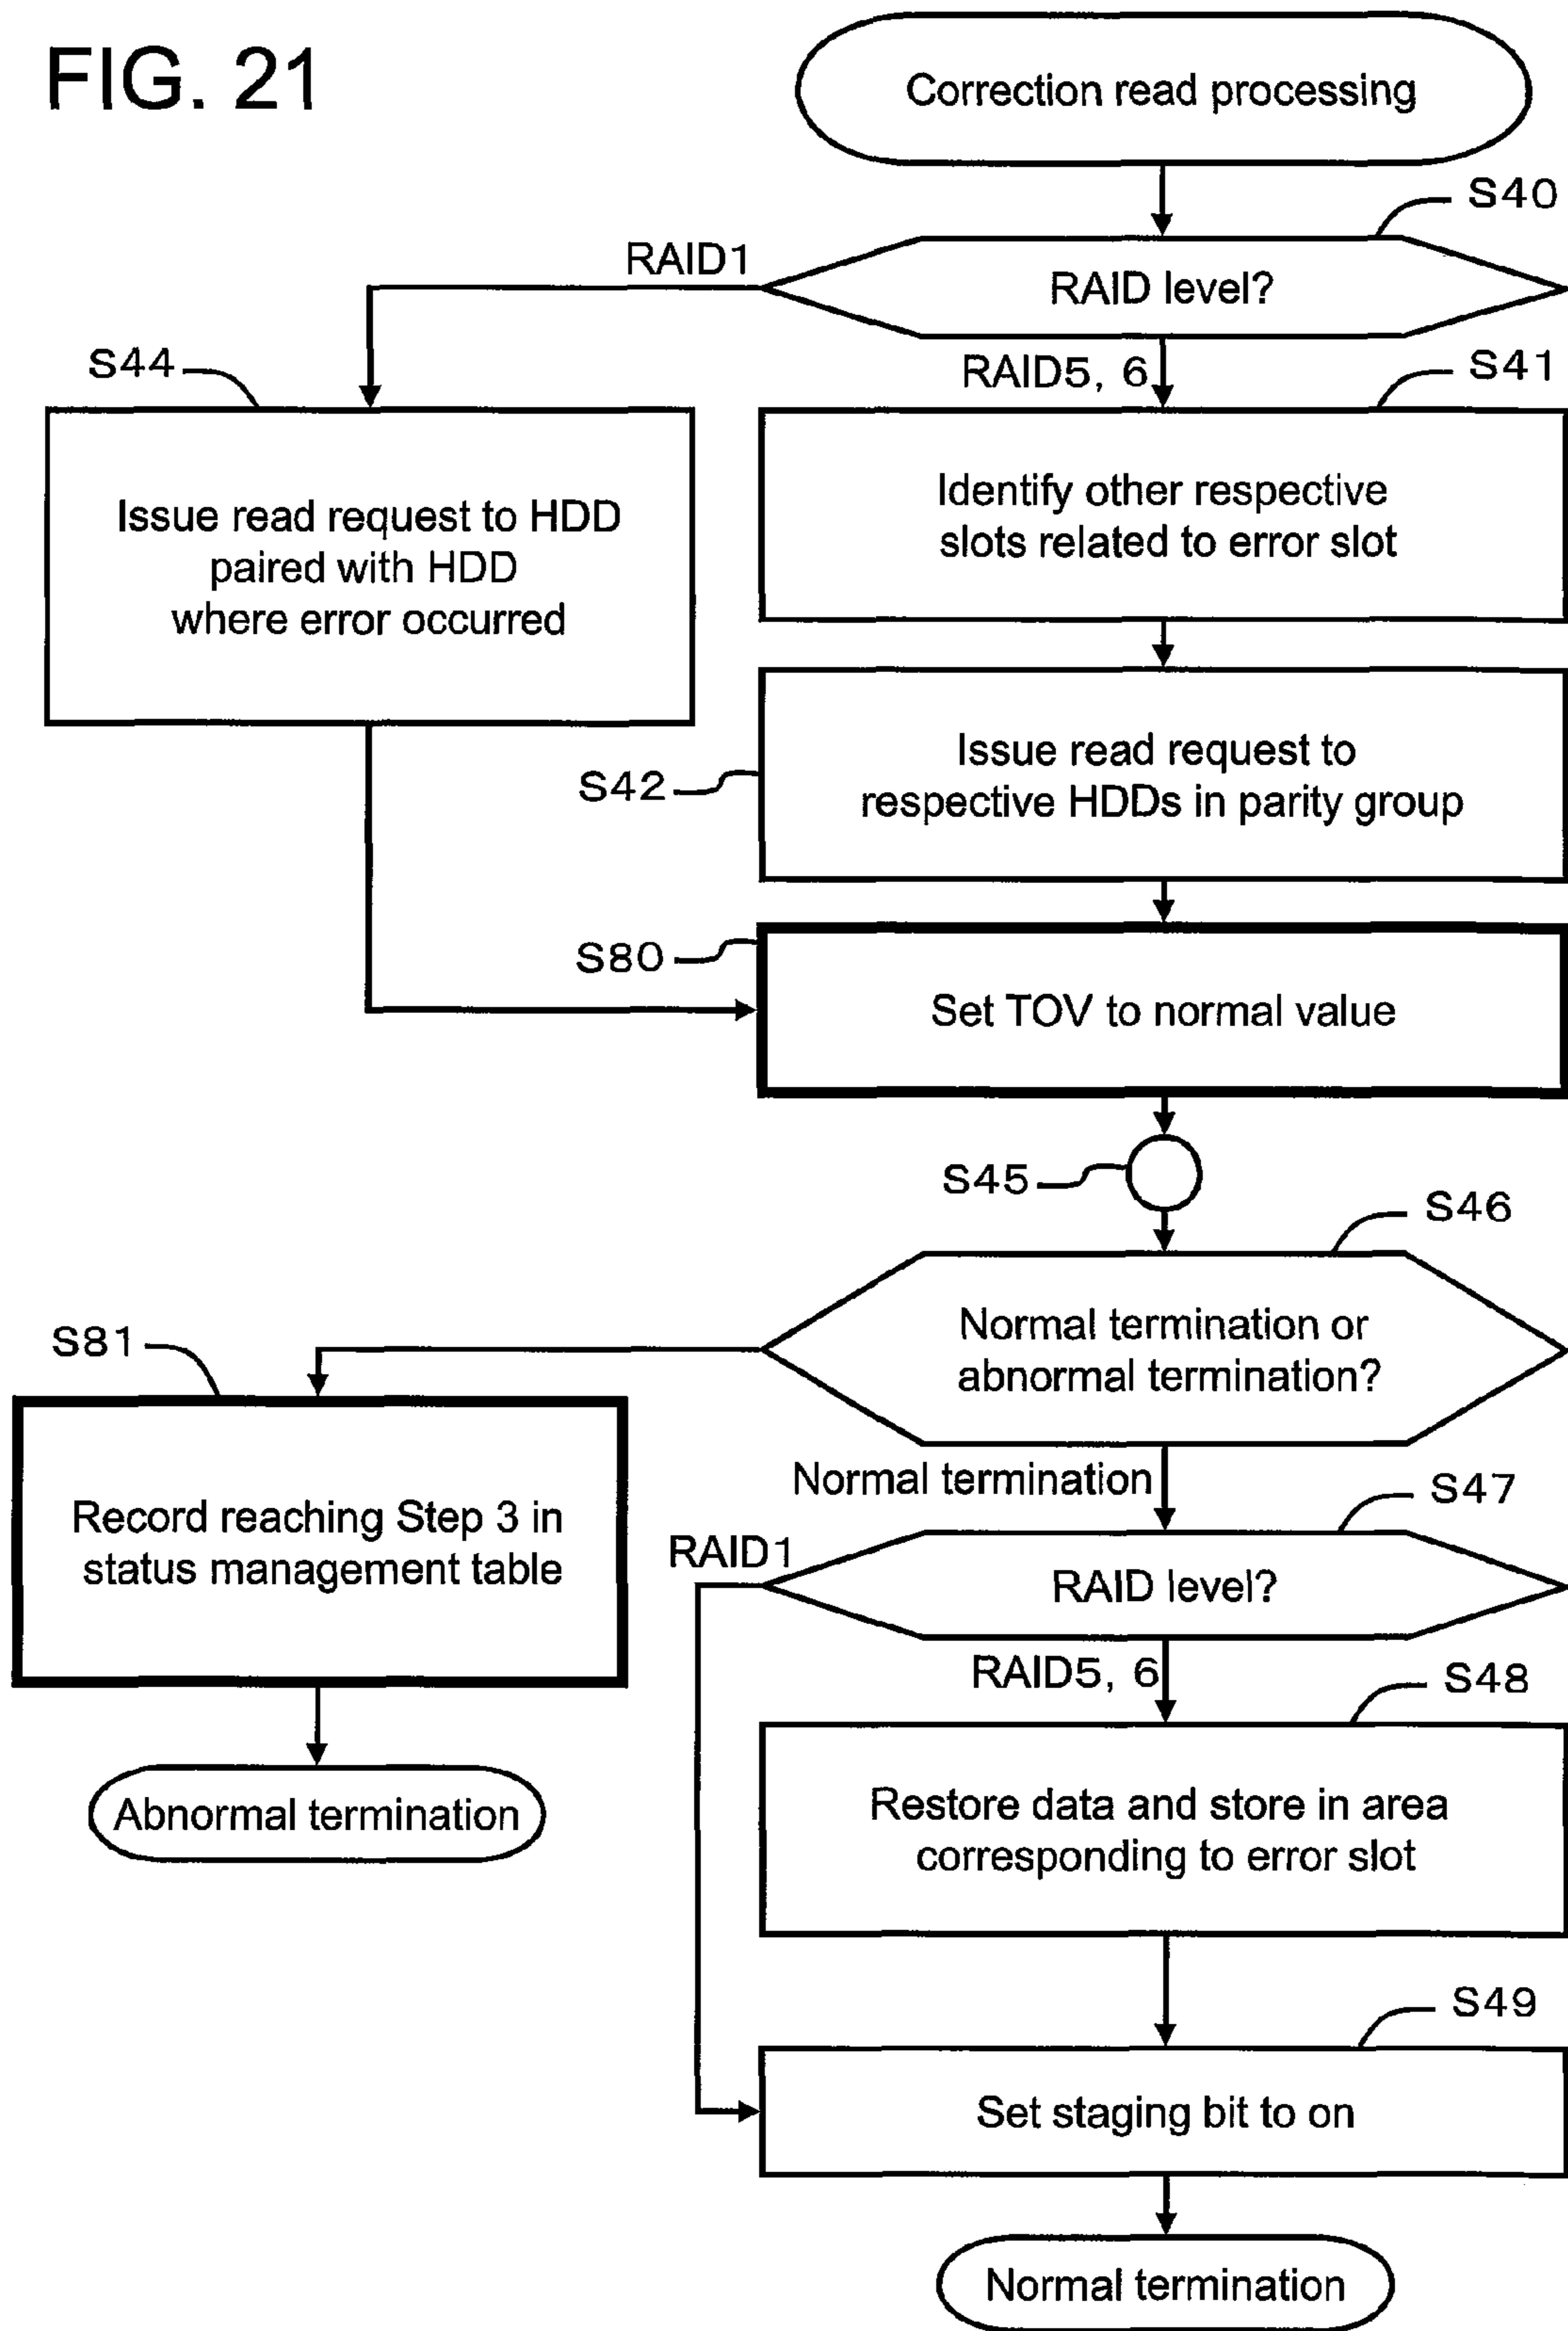 FIG. 21
Correction read processing
S40
RAID1
RAID level?
S44
RAID5, 6
S41
Issue read request to HDD
paired with HDD
where error occurred
Identify other respective
slots related to error slot
S42
Issue read request to
respective HDDs in parity group
S80
Set TOV to normal value
S45
S46
Normal termination or
abnormal termination?
S81
Record reaching Step 3 in
status management table
Abnormal termination
Normal termination
S47
RAID1
RAID level?
RAID5, 6
S48
Restore data and store in area
corresponding to error slot
S49
Set staging bit to on
Normal termination